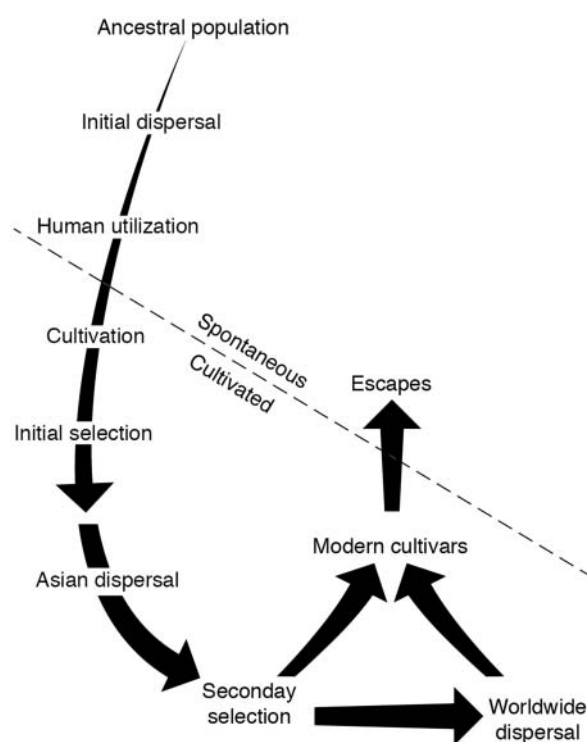 Ancestral population
Initial dispersal
Human utilization
Cultivation
Spontaneous
Cultivated
Escapes
Initial selection
Modern cultivars
Asian dispersal
Seconday
selection
Worldwide
dispersal